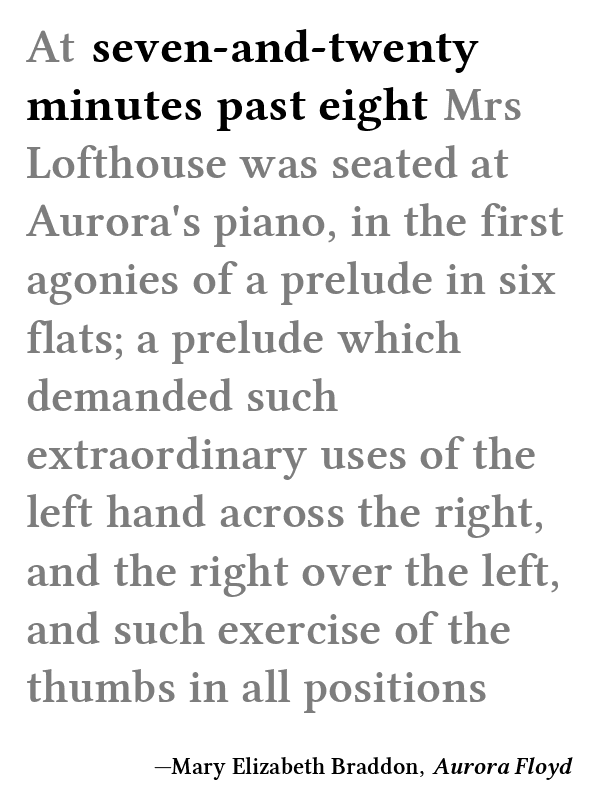 At seven-and-twenty
minutes past eight Mrs
Lofthouse was seated at
Aurora's piano, in the first
agonies of a prelude in six
flats; a prelude which
demanded such
extraordinary uses of the
left hand across the right,
and the right over the left,
and such exercise of the
thumbs in all positions
—Mary Elizabeth Braddon, Aurora Floyd